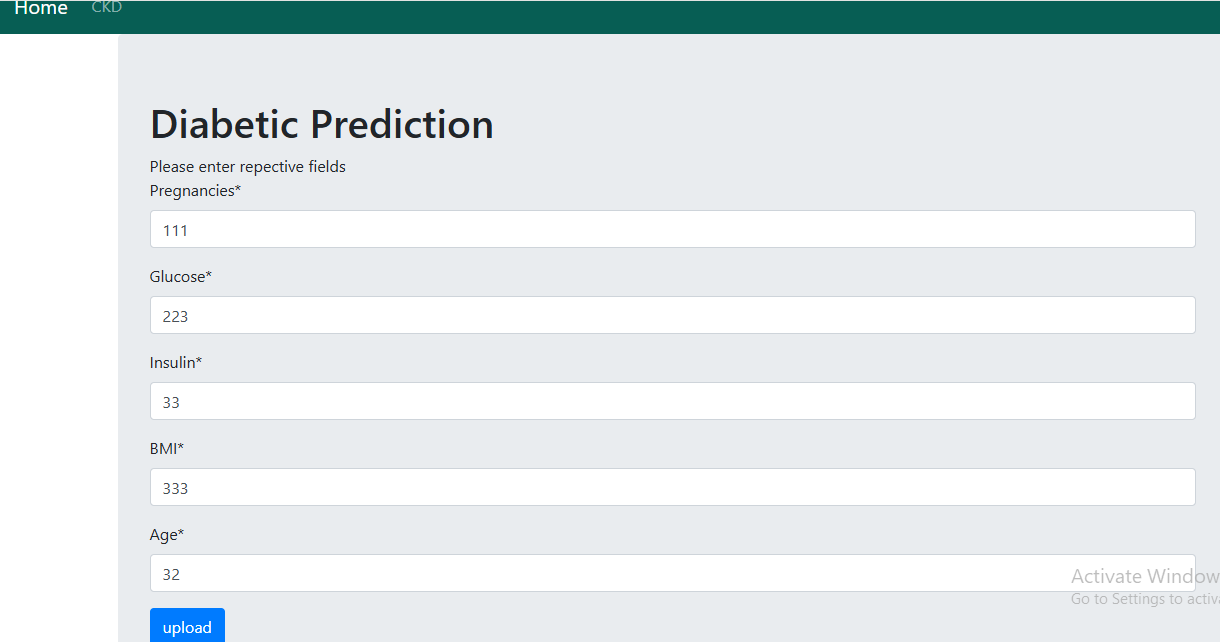 Home CKD
Diabetic Prediction
Please enter repective fields
Pregnancies*
111
Glucose*
223
Insulin*
33
BMI*
333
Age*
32
Activate Window
Go to Settings to activa
upload